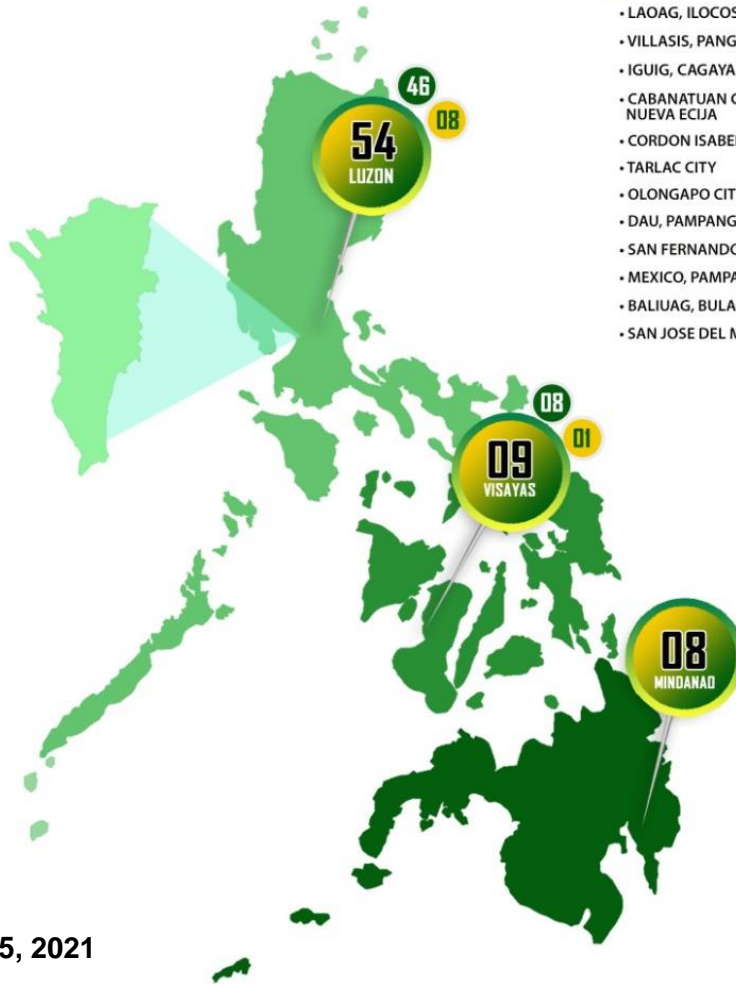 • LAOAG, ILOCOS
• VILLASIS, PANG
• IGUIG, CAGAYA
• CABANATUAN C
NUEVA ECIJA
• CORDON ISABE
• TARLAC CITY
• OLONGAPO CIT
• DAU, PAMPANG
• SAN FERNANDO
• MEXICO, PAMPA
• BALIUAG, BULA
• SAN JOSE DEL M
46
08
54
LUZON
08
01
09
VISAYAS
08
MINDANAO
5, 2021